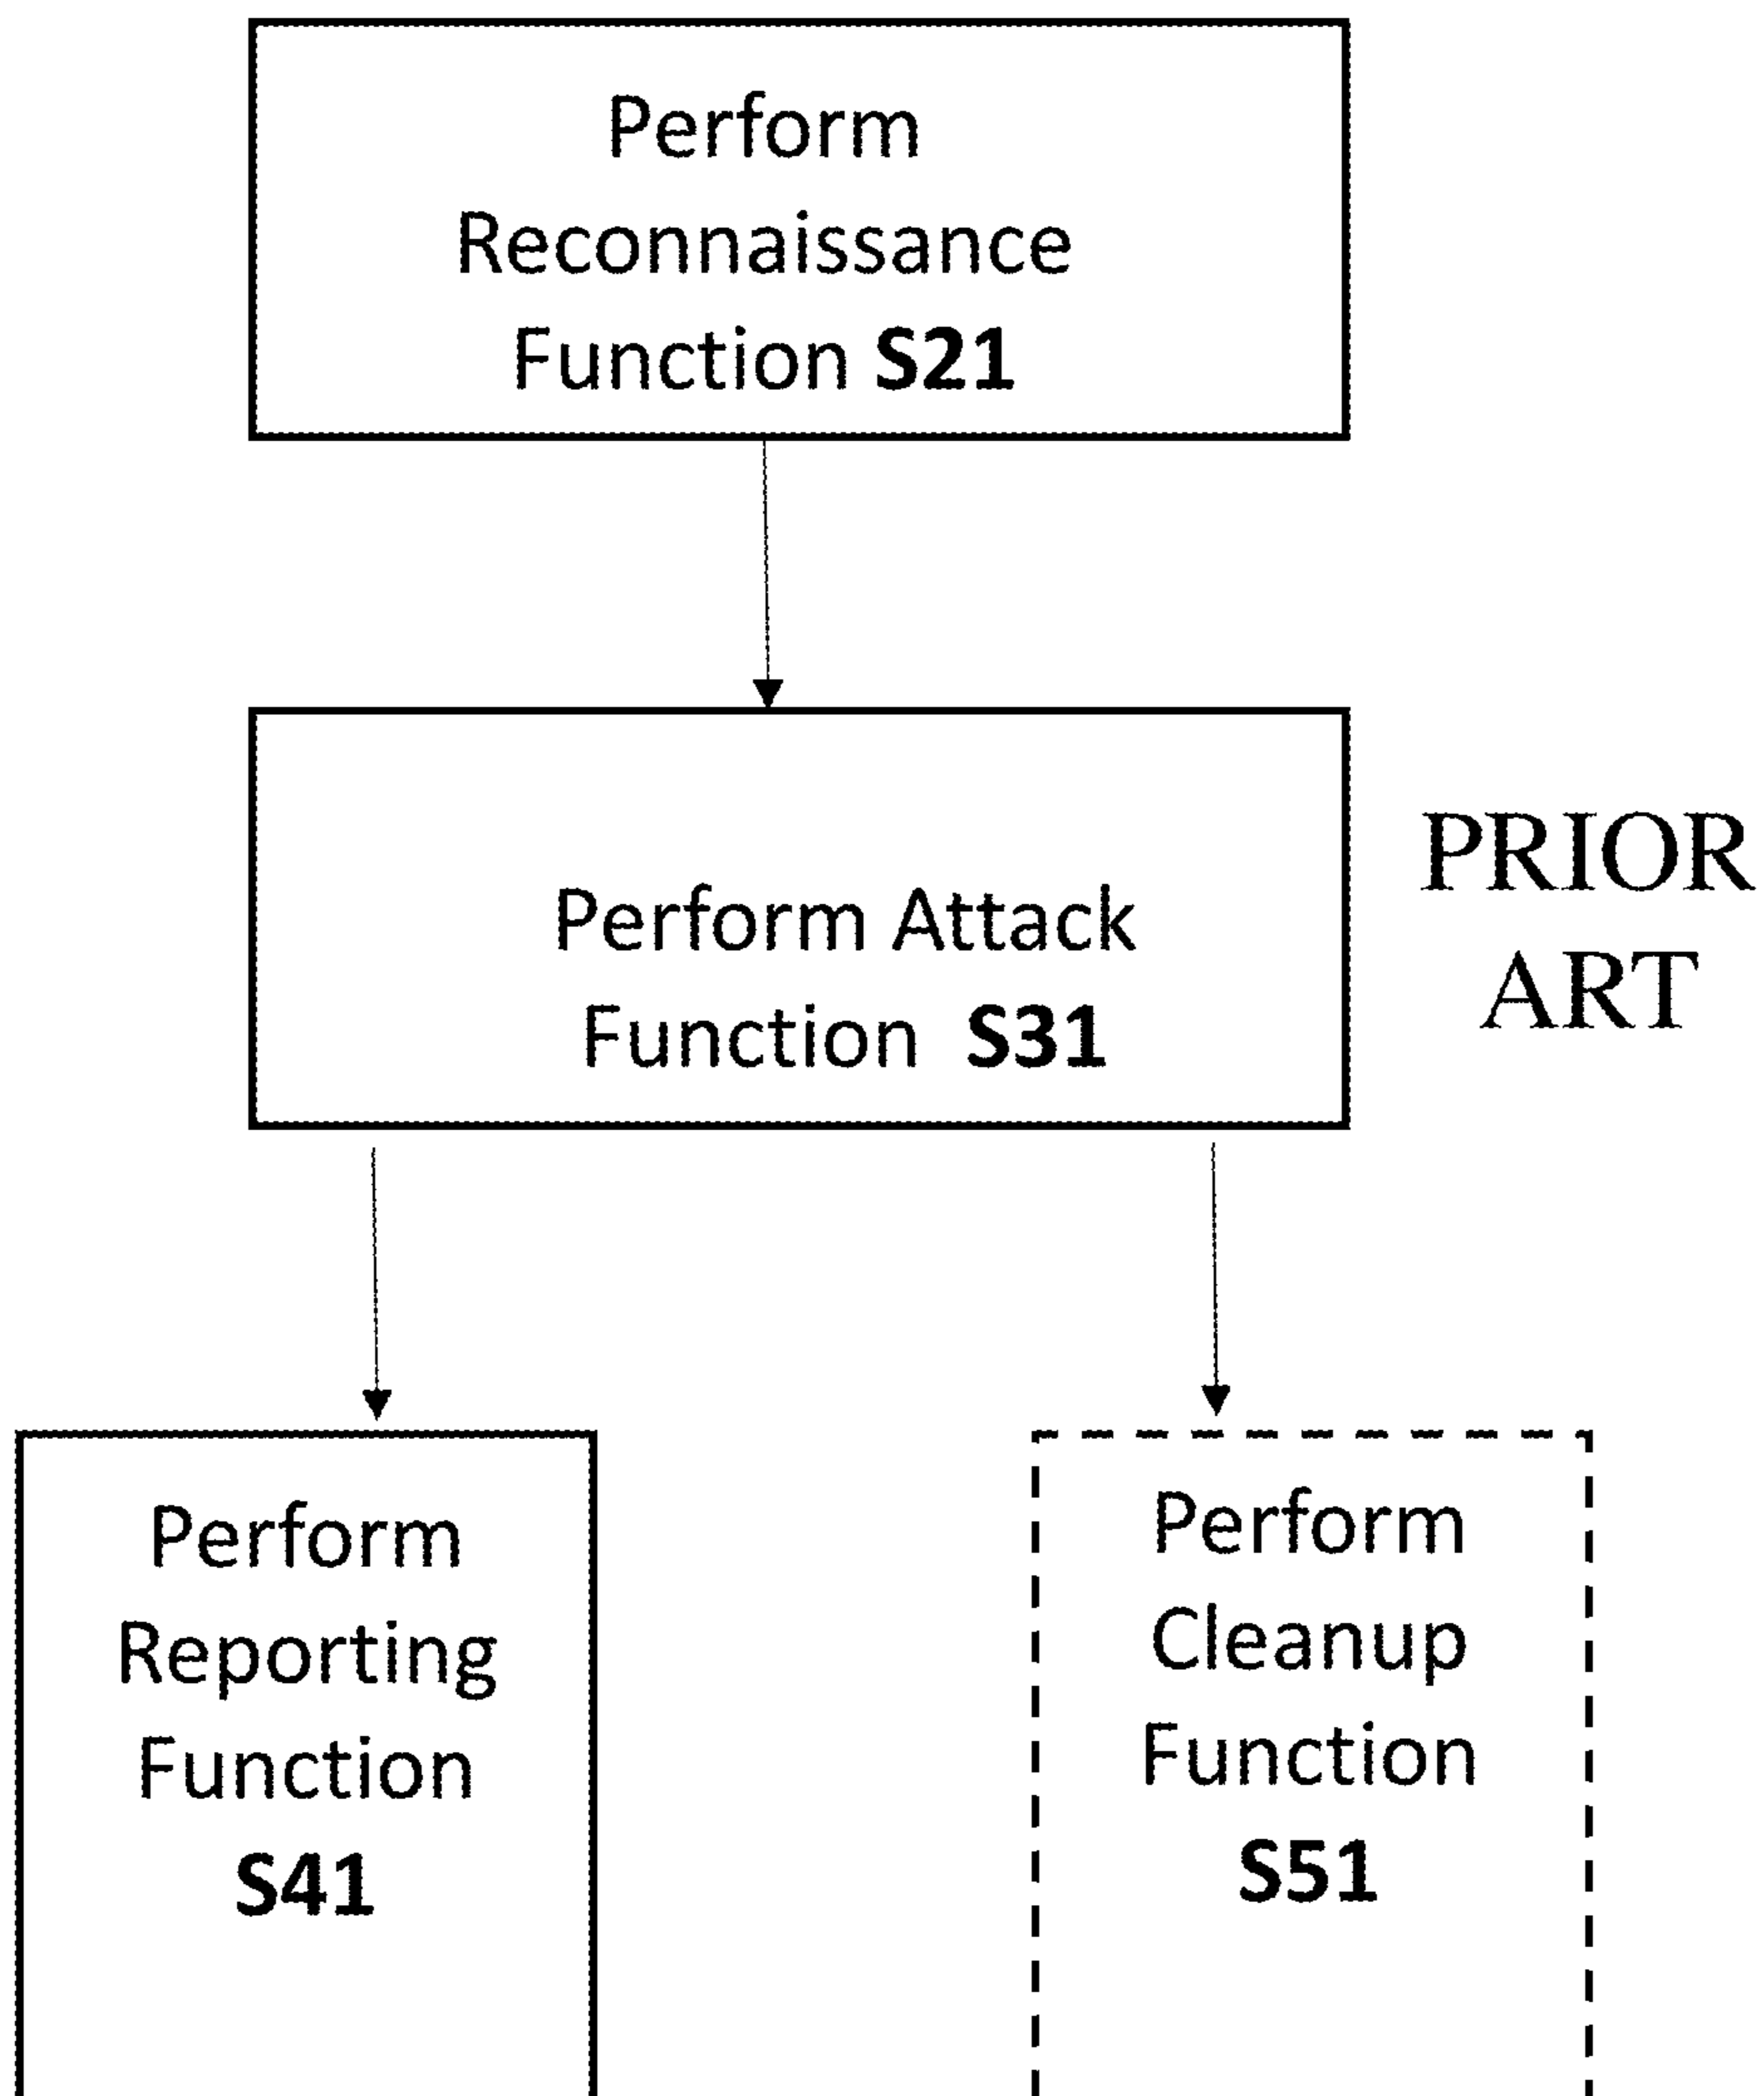 Perform
Reconnaissance
Function S21
Perform Attack
Function S31
PRIOR
ART
Perform
Reporting
Function
S41
Perform
Cleanup
Function
S51